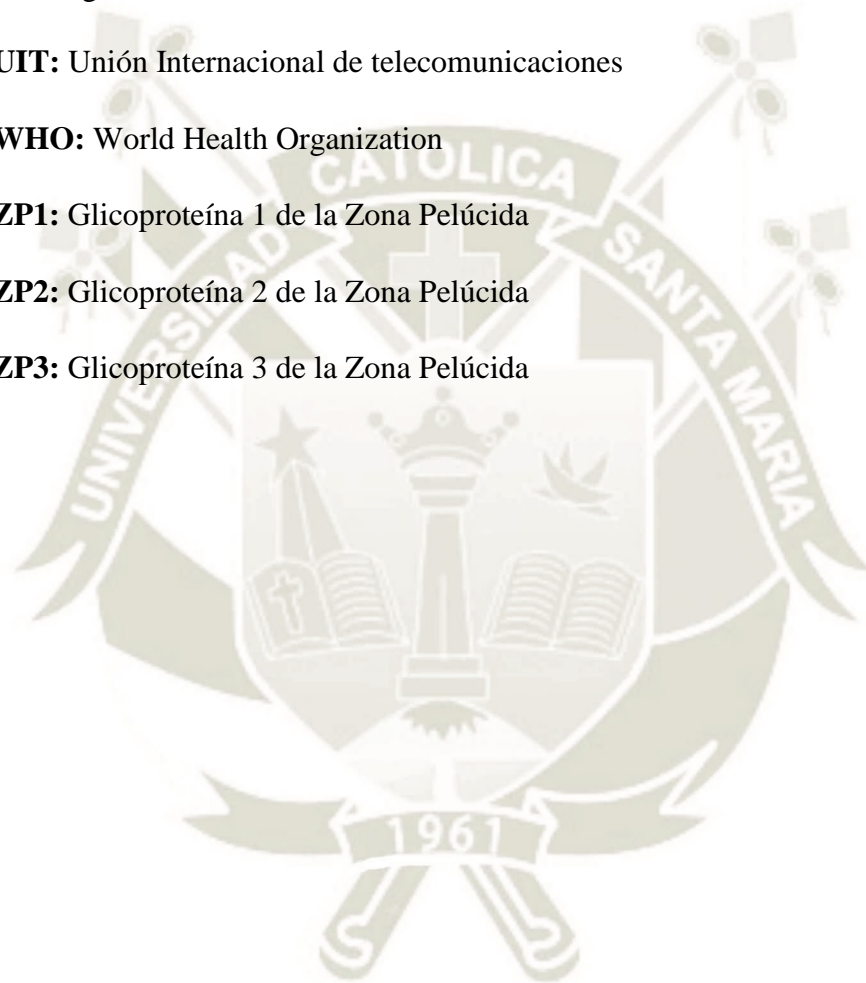 UIT: Unión Internacional de telecomunicaciones
WHO: World Health Organization
ZP1: Glicoproteína 1 de la Zona Pelúcida
ZP2: Glicoproteína 2 de la Zona Pelúcida
ZP3: Glicoproteína 3 de la Zona Pelúcida
UNIVERSIDAD CATOLICA SANTA MARIA
1961